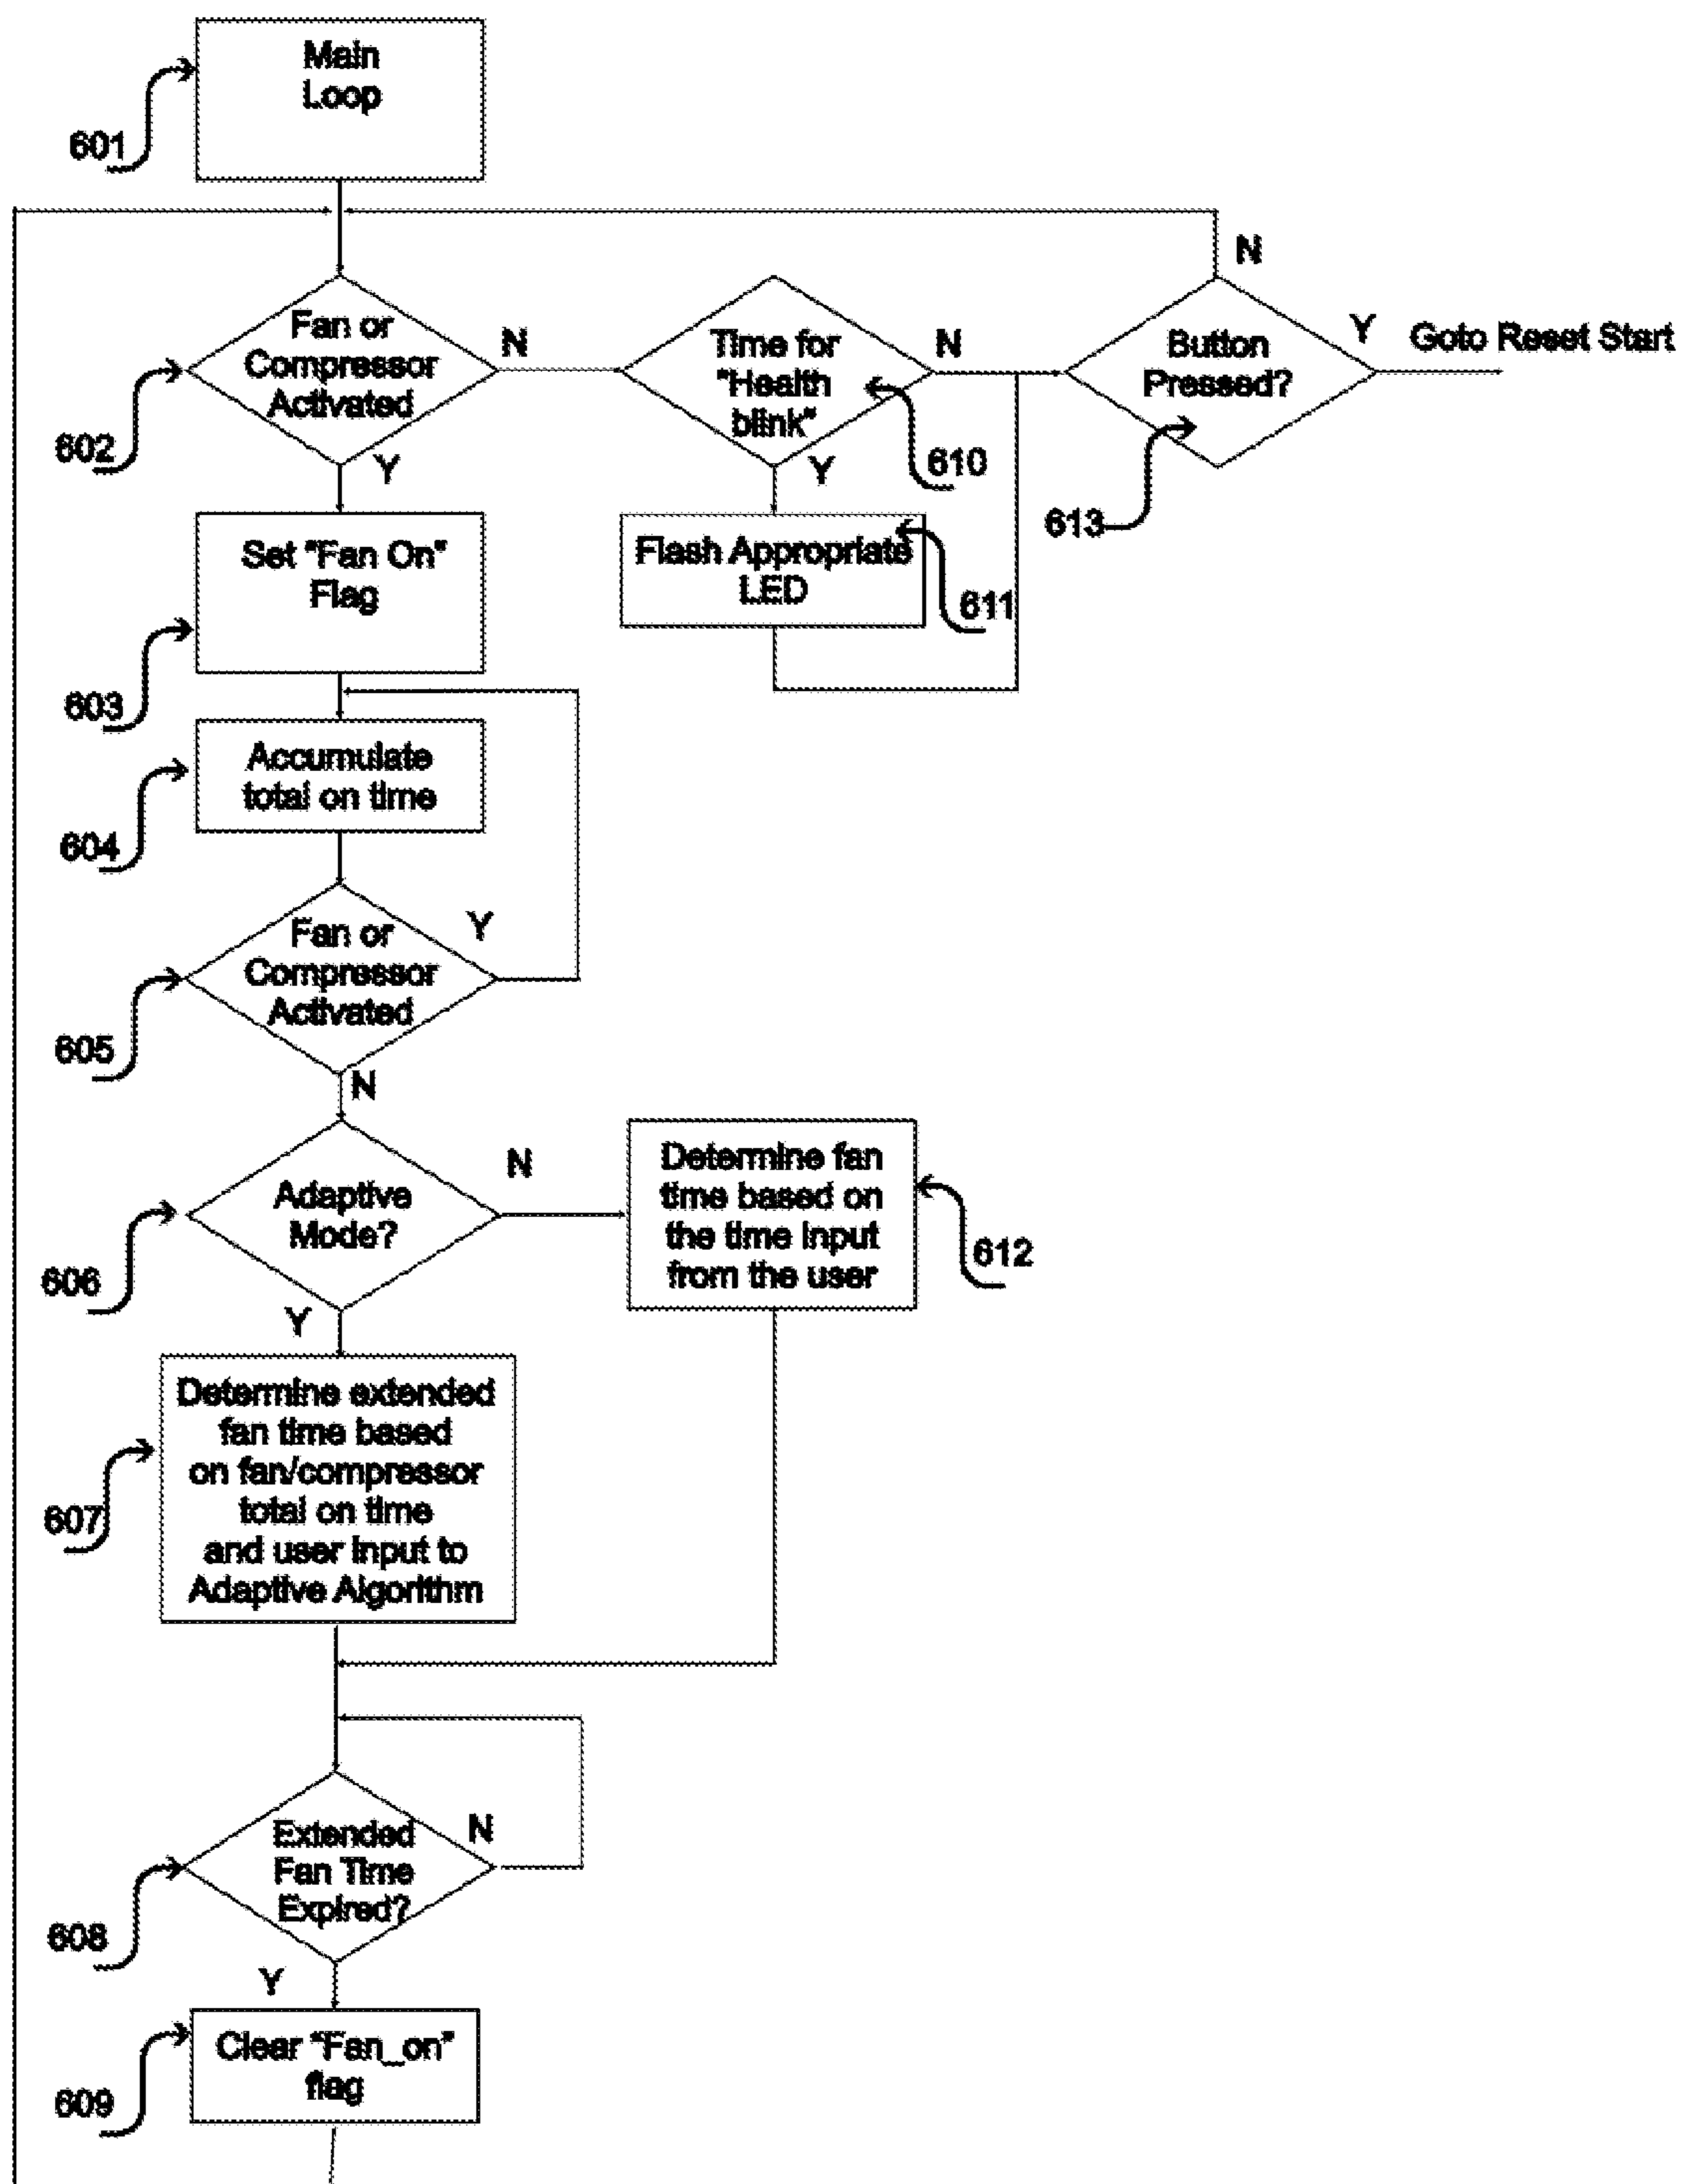 Main
Loop
601
N
Fan or
Compressor
Activated
N
Time for
"Health
blink"
N
Button
Pressed?
Y
Goto Reset Start
602
Y
Y
610
613
Set "Fan On"
Flag
Flash Appropriate
LED
611
603
Accumulate
total on time
604
Fan or
Compressor
Activated
Y
605
N
Adaptive
Mode?
N
Determine fan
time based on
the time input
from the user
612
606
Y
Determine extended
fan time based
on fan/compressor
total on time
and user input to
Adaptive Algorithm
607
Extended
Fan Time
Expired?
N
608
Y
Clear "Fan_on"
flag
609